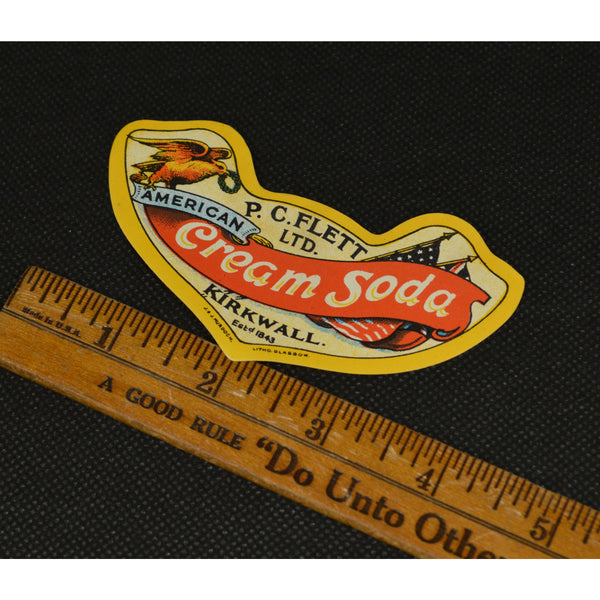 AMERICAN
P. C. FLETT
LTD.
Cream Soda
KIRKWALL.
Estd 1843
LITHO. GLASGOW.
Made In U.S.A.
1 2 3 4 5
A GOOD RULE "Do Unto Othe